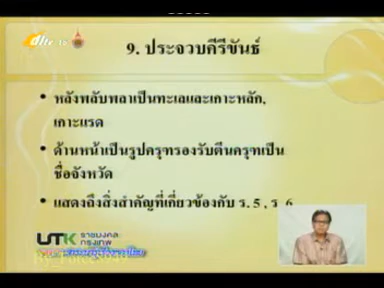 dltv 10
9. ประจวบคีรีขันธ์
• หลังพลับพลาเป็นทะเลและเกาะหลัก,
เกาะแรด
• ด้านหน้าเป็นรูปครุฑรองรับตีนครุฑเป็น
ชื่อจังหวัด
• แสดงถึงสิ่งสำคัญที่เกี่ยวข้องกับ ร. 5 , ร. 6
UTK ราชมงคล
กรุงเทพ